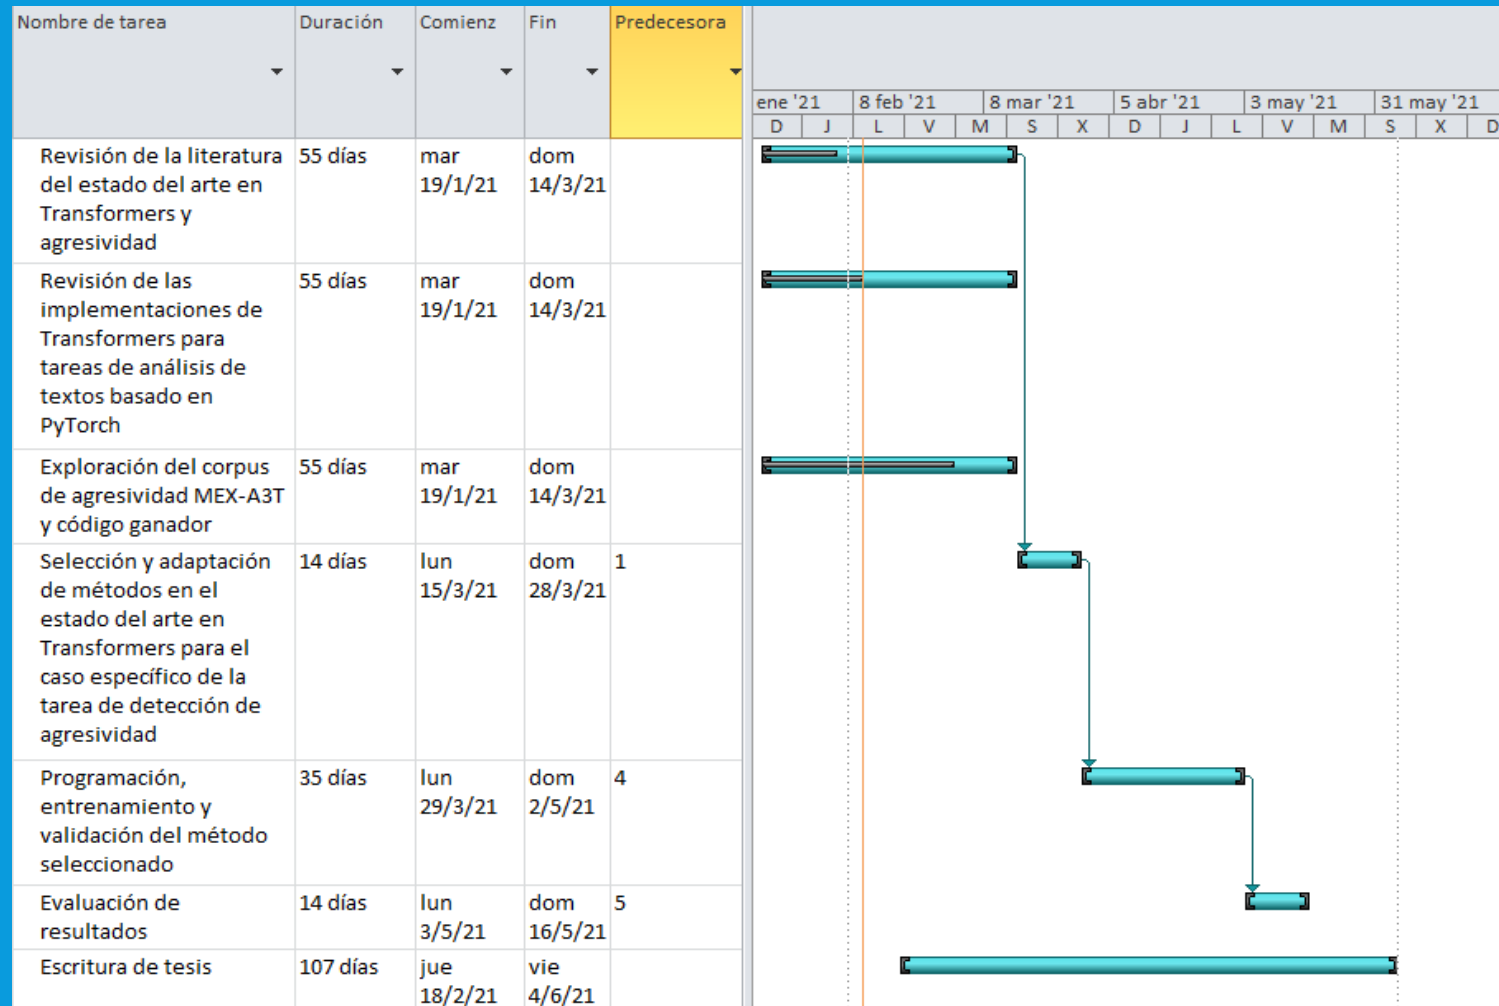 Nombre de tarea Duración Comienz Fin Predecesora
ene '21 8 feb '21 8 mar '21 5 abr '21 3 may '21 31 may '21
D J L V M S X D J L V M S X D
Revisión de la literatura 55 días mar dom
del estado del arte en 19/1/21 14/3/21
Transformers y
agresividad
Revisión de las 55 días mar dom
implementaciones de 19/1/21 14/3/21
Transformers para
tareas de análisis de
textos basado en
PyTorch
Exploración del corpus 55 días mar dom
de agresividad MEX-A3T 19/1/21 14/3/21
y código ganador
Selección y adaptación 14 días lun dom 1
de métodos en el 15/3/21 28/3/21
estado del arte en
Transformers para el
caso específico de la
tarea de detección de
agresividad
Programación, 35 días lun dom 4
entrenamiento y 29/3/21 2/5/21
validación del método
seleccionado
Evaluación de 14 días lun dom 5
resultados 3/5/21 16/5/21
Escritura de tesis 107 días jue vie
18/2/21 4/6/21